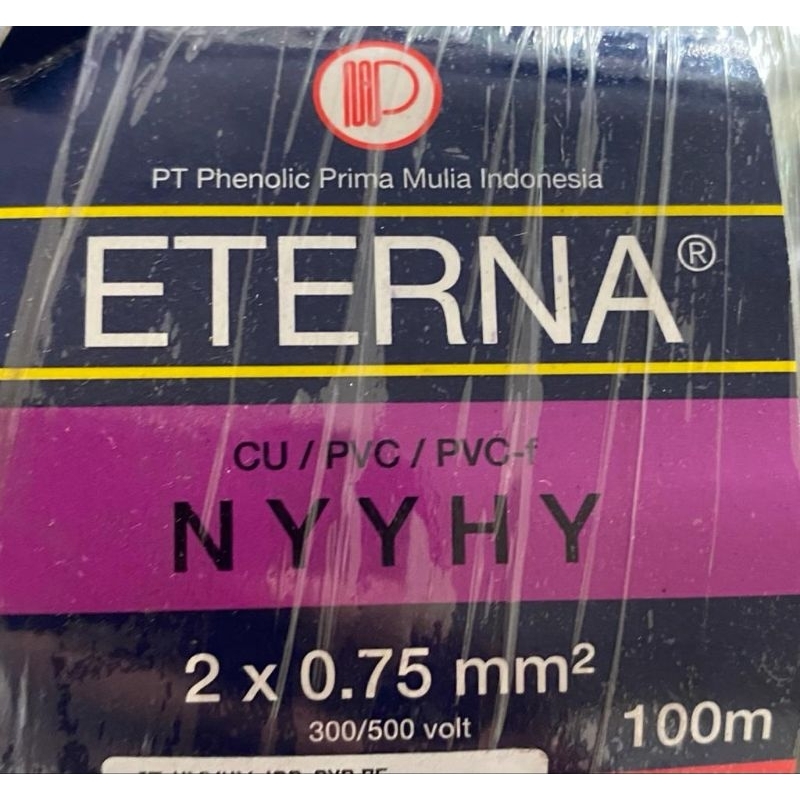 PT Phenolic Prima Mulia Indonesia
ETERNA®
CU / PVC / PVC-f
NYYHY
2 x 0.75 mm²
300/500 volt
100m